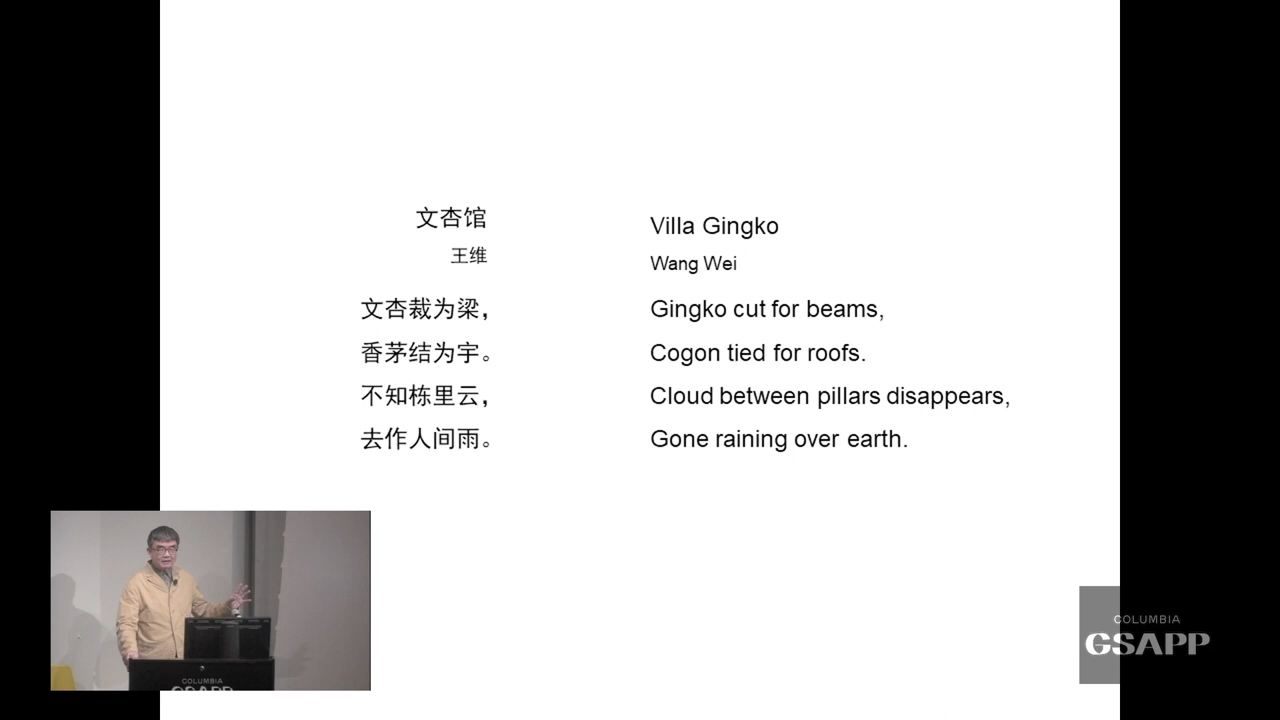 文杏馆
王维
文杏裁为梁，
香茅结为宇。
不知栋里云，
去作人间雨。
Villa Gingko
Wang Wei
Gingko cut for beams,
Cogon tied for roofs.
Cloud between pillars disappears,
Gone raining over earth.
COLUMBIA
GSAPP
COLUMBIA
GSAPP